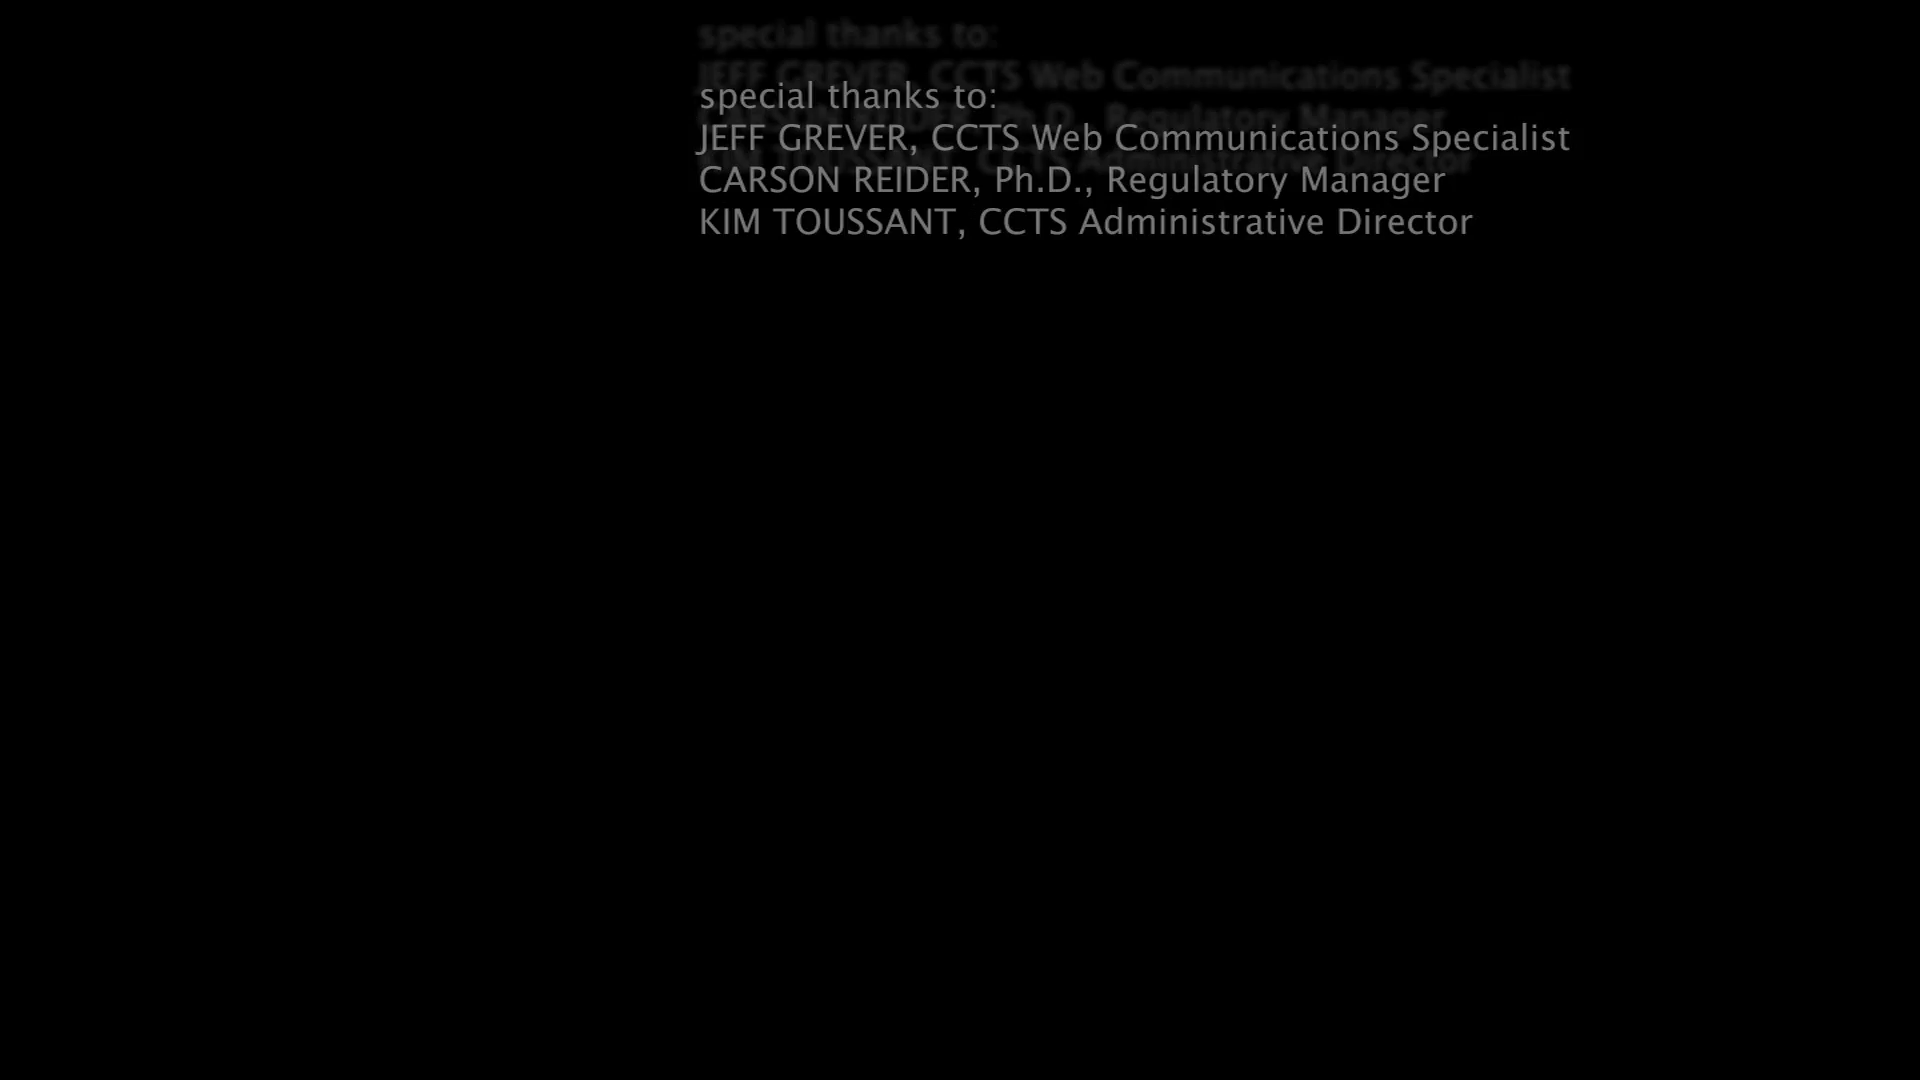 special thanks to:
JEFF GREVER, CCTS Web Communications Specialist
CARSON REIDER, Ph.D., Regulatory Manager
KIM TOUSSANT, CCTS Administrative Director